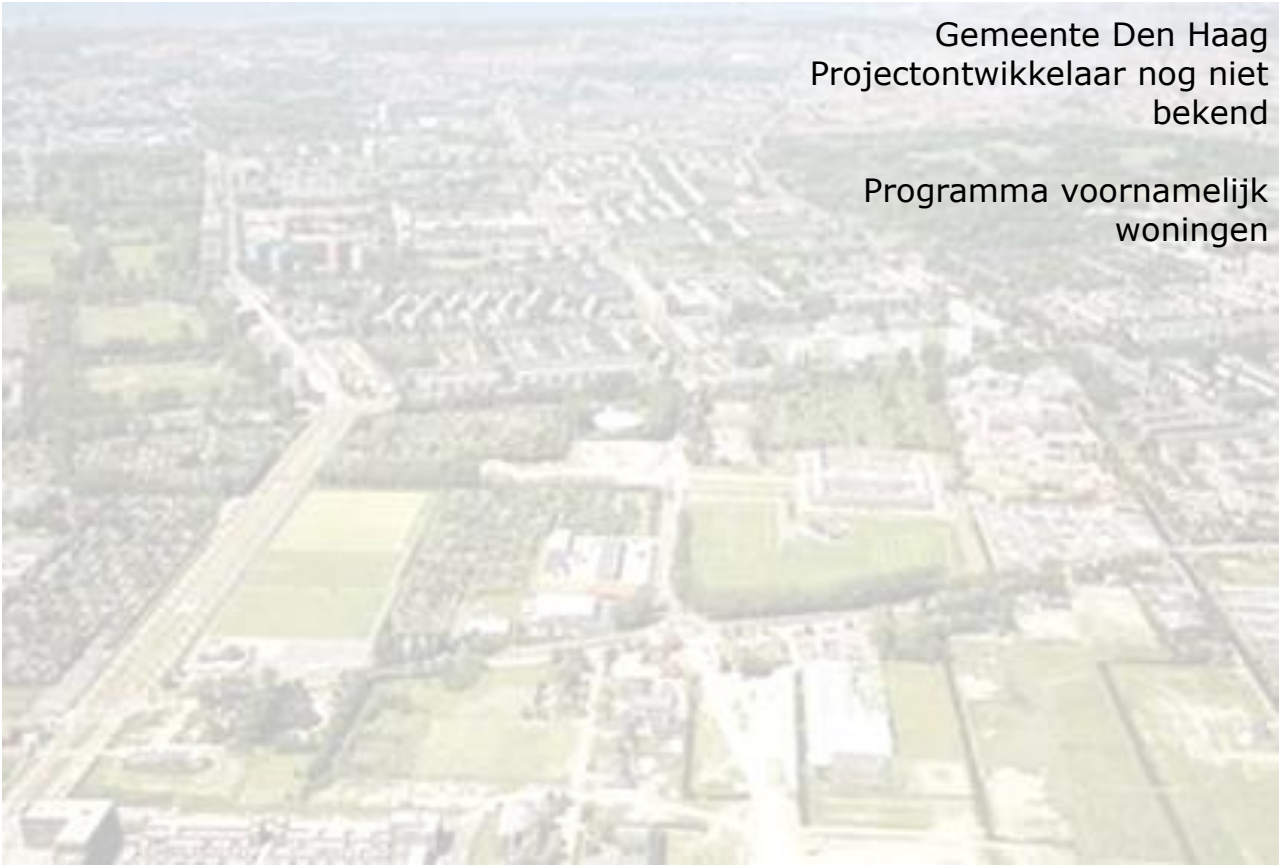 Gemeente Den Haag
Projectontwikkelaar nog niet
bekend
Programma voornamelijk
woningen